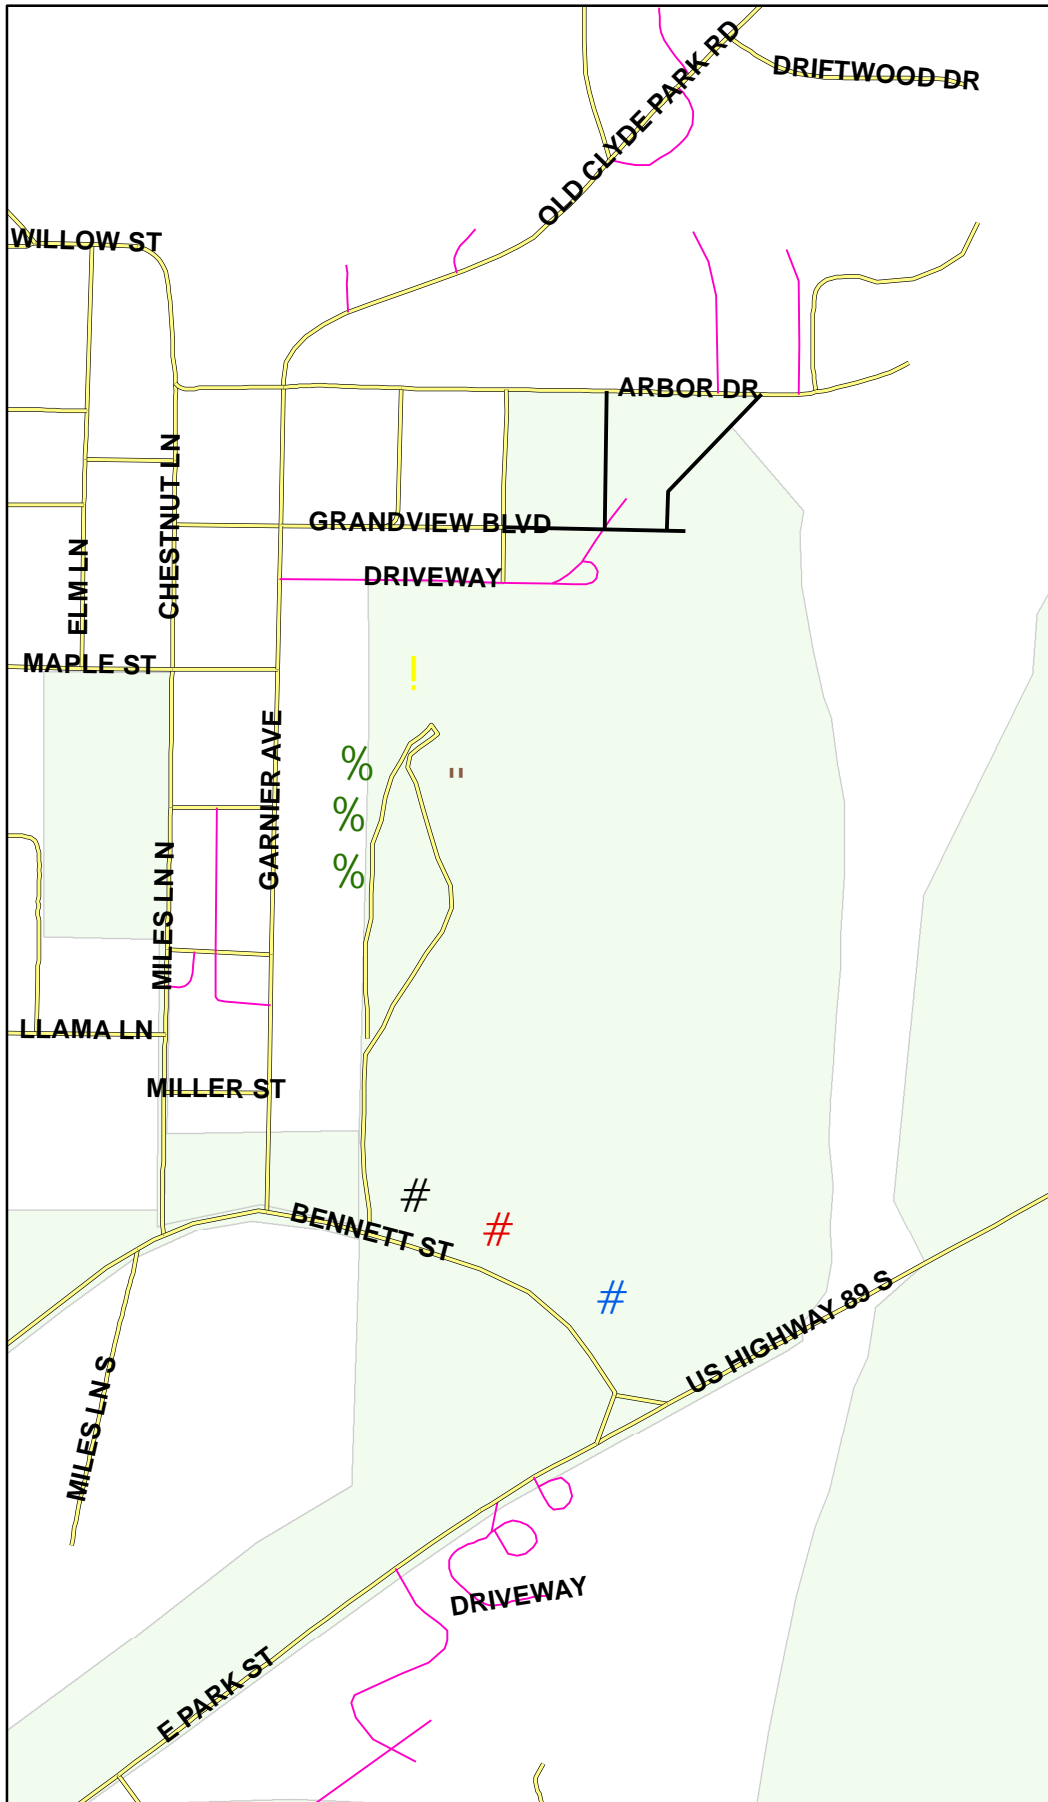 OLD CLYDE PARK RD
DRIFTWOOD DR
WILLOW ST
ARBOR DR
CHESTNUT LN
GRANDVIEW BLVD
ELM LN
DRIVEWAY
MAPLE ST
!
GARNIER AVE
%
"
%
%
MILES LN N
LLAMA LN
MILLER ST
#
BENNETT ST
#
#
US HIGHWAY 89 S
MILES LN S
DRIVEWAY
E PARK ST